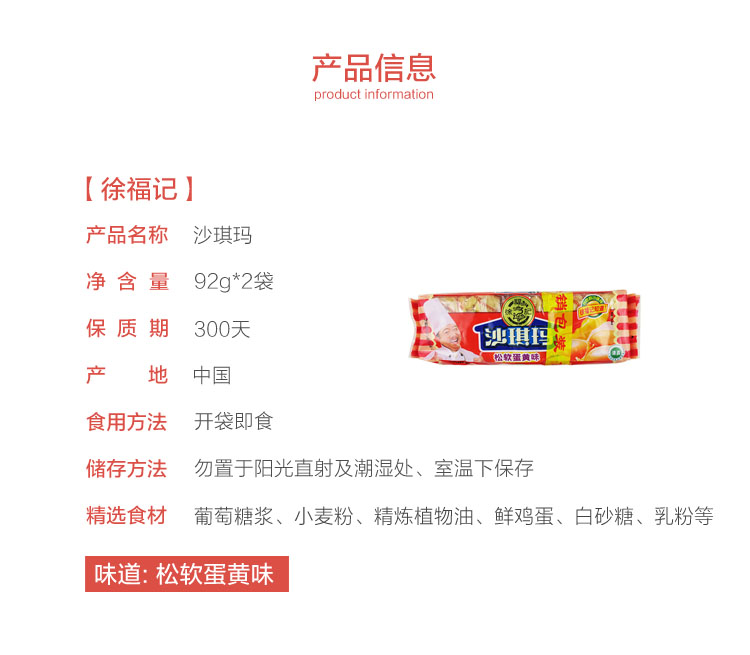 产品信息
product information
【 徐福记 】
产品名称 沙琪玛
净含量 92g*2袋
保质期 300天
产地 中国
食用方法 开袋即食
储存方法 勿置于阳光直射及潮湿处、室温下保存
精选食材 葡萄糖浆、小麦粉、精炼植物油、鲜鸡蛋、白砂糖、乳粉等
味道: 松软蛋黄味
沙琪玛
松软蛋黄味